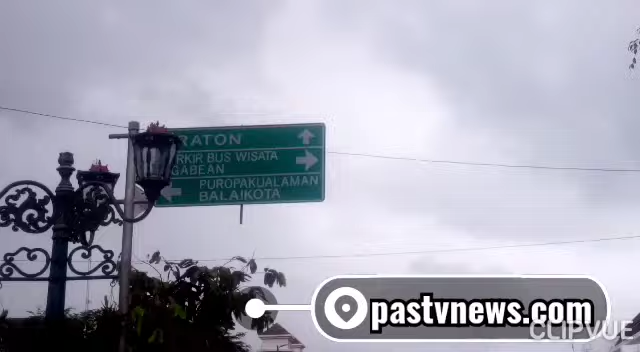 RATON
RKIR BUS WISATA
GABEAN
PUROPAKUALAMAN
BALAIKOTA
pastvnews.com
CLIPVUE